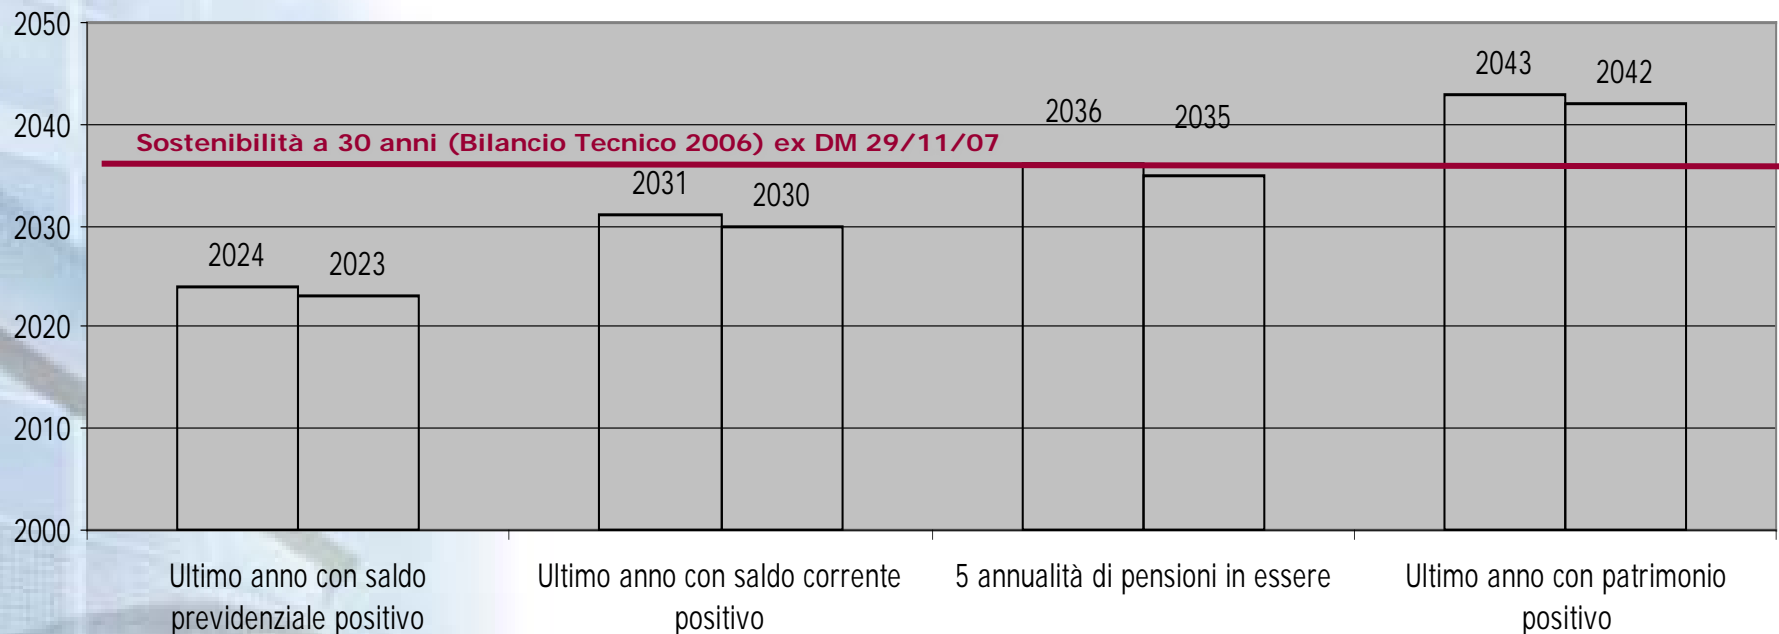 2050
2040
2030
2020
2010
2000
Sostenibilità a 30 anni (Bilancio Tecnico 2006) ex DM 29/11/07
2024
2023
2031
2030
2036
2035
2043
2042
Ultimo anno con saldo
previdenziale positivo
Ultimo anno con saldo corrente
positivo
5 annualità di pensioni in essere
Ultimo anno con patrimonio
positivo